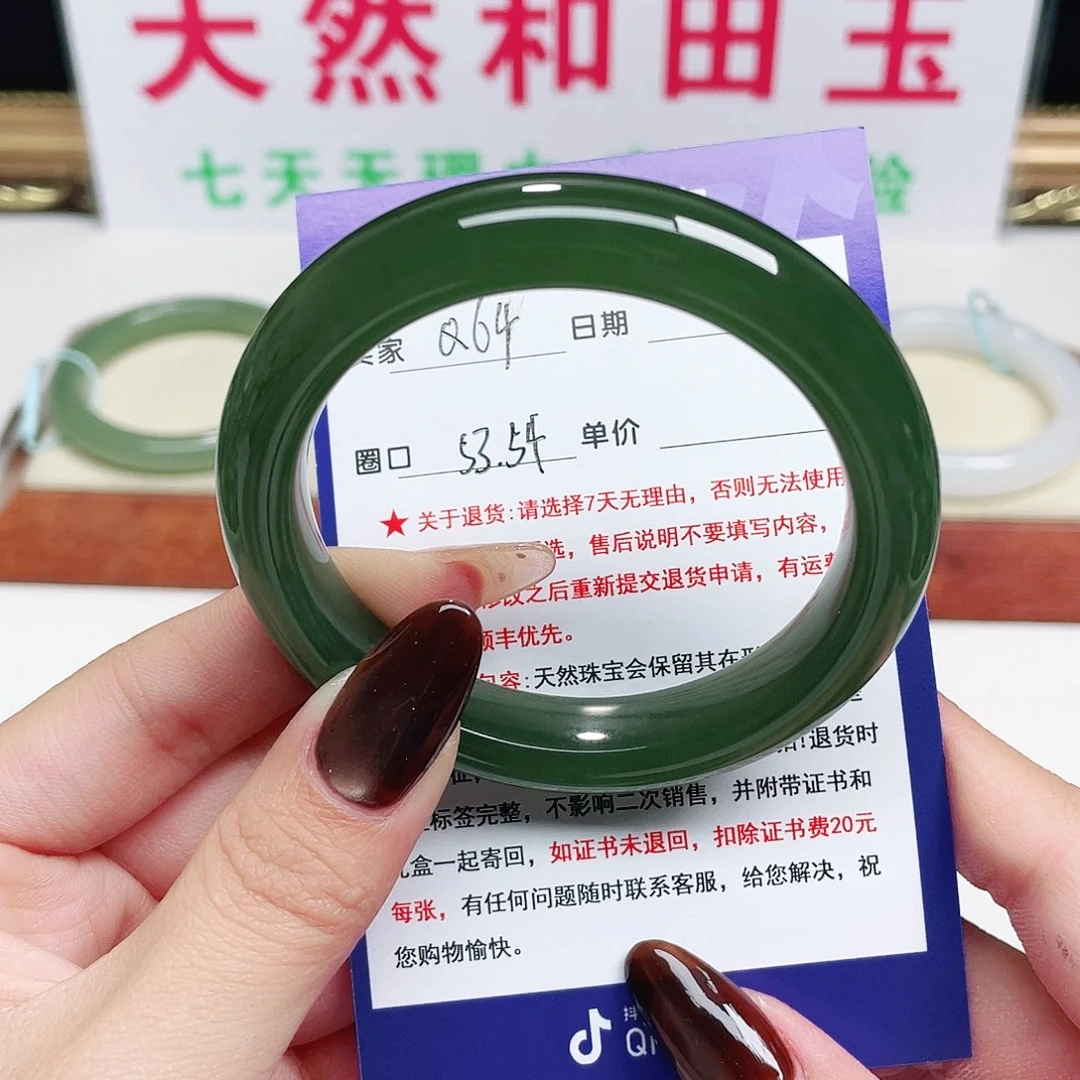 天然和田玉
七天无理由
家 Q64 日期
圈口 53.54 单价
★关于退货:请选择7天无理由，否则无法使用
选，售后说明不要填写内容，
改之后重新提交退货申请，有运费
顺丰优先。
内容:天然珠宝会保留其在
!退货时
标签完整，不影响二次销售，并附带证书和
盒一起寄回，如证书未退回，扣除证书费20元
每张，有任何问题随时联系客服，给您解决，祝
您购物愉快。
抖